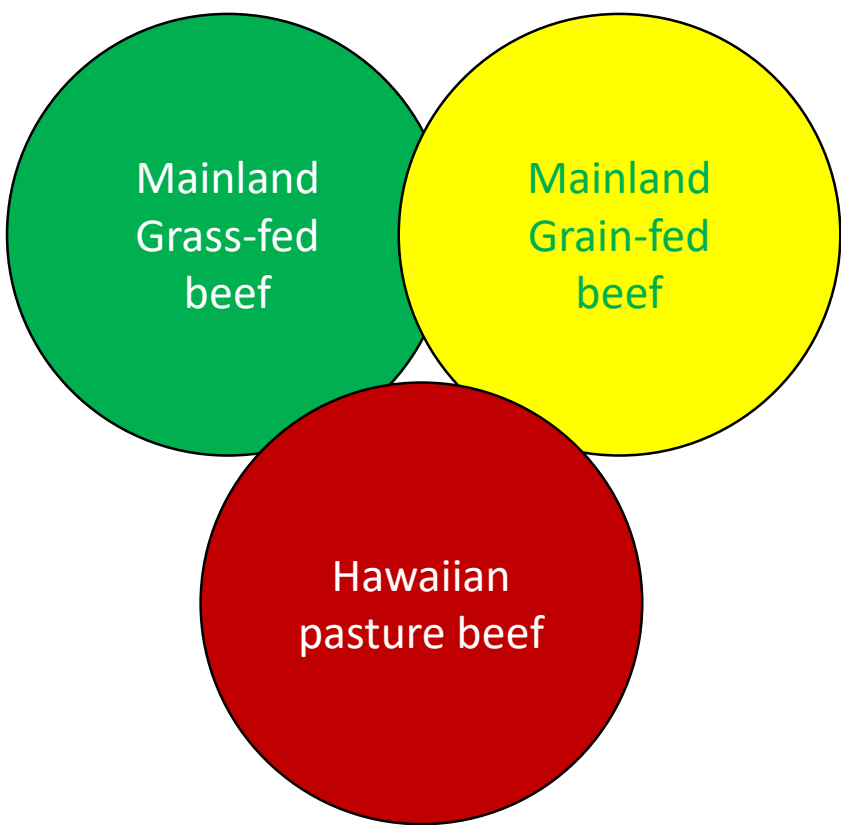 Mainland
Grass-fed
beef
Mainland
Grain-fed
beef
Hawaiian
pasture beef